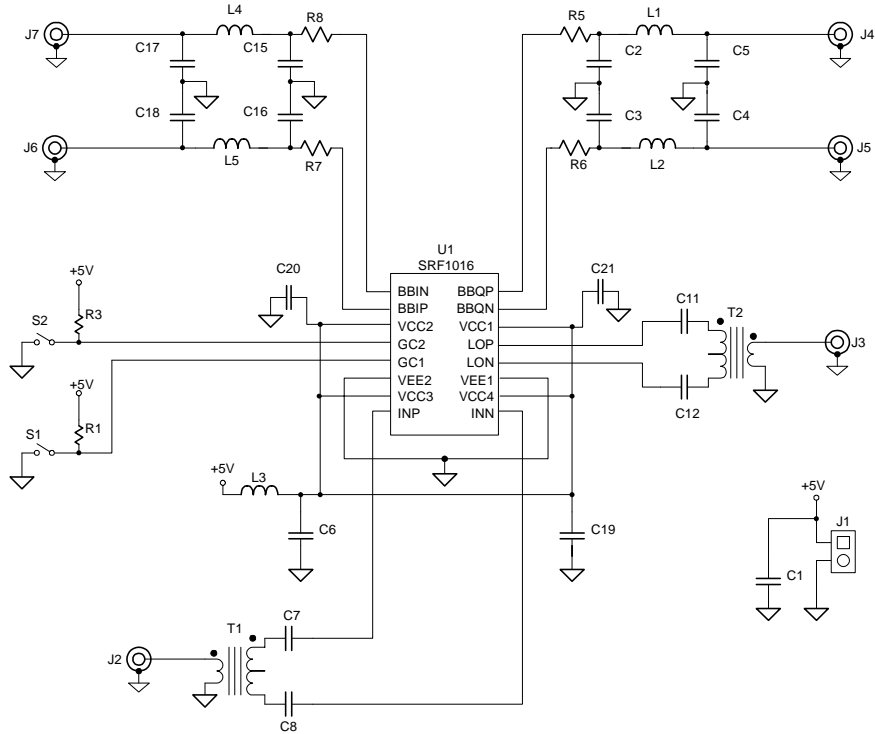 J7
C17
L4
C15
R8
R5
C2
L1
C5
J4
C18
C16
C3
C4
J6
L5
R7
R6
L2
J5
U1
SRF1016
C20
C21
+5V
R3
S2
BBIN
BBIP
VCC2
GC2
GC1
VEE2
VCC3
INP
BBQP
BBQN
VCC1
LOP
LON
VEE1
VCC4
INN
C11
T2
J3
C12
+5V
R1
S1
+5V
L3
C6
C19
+5V
J1
C1
C7
T1
J2
C8